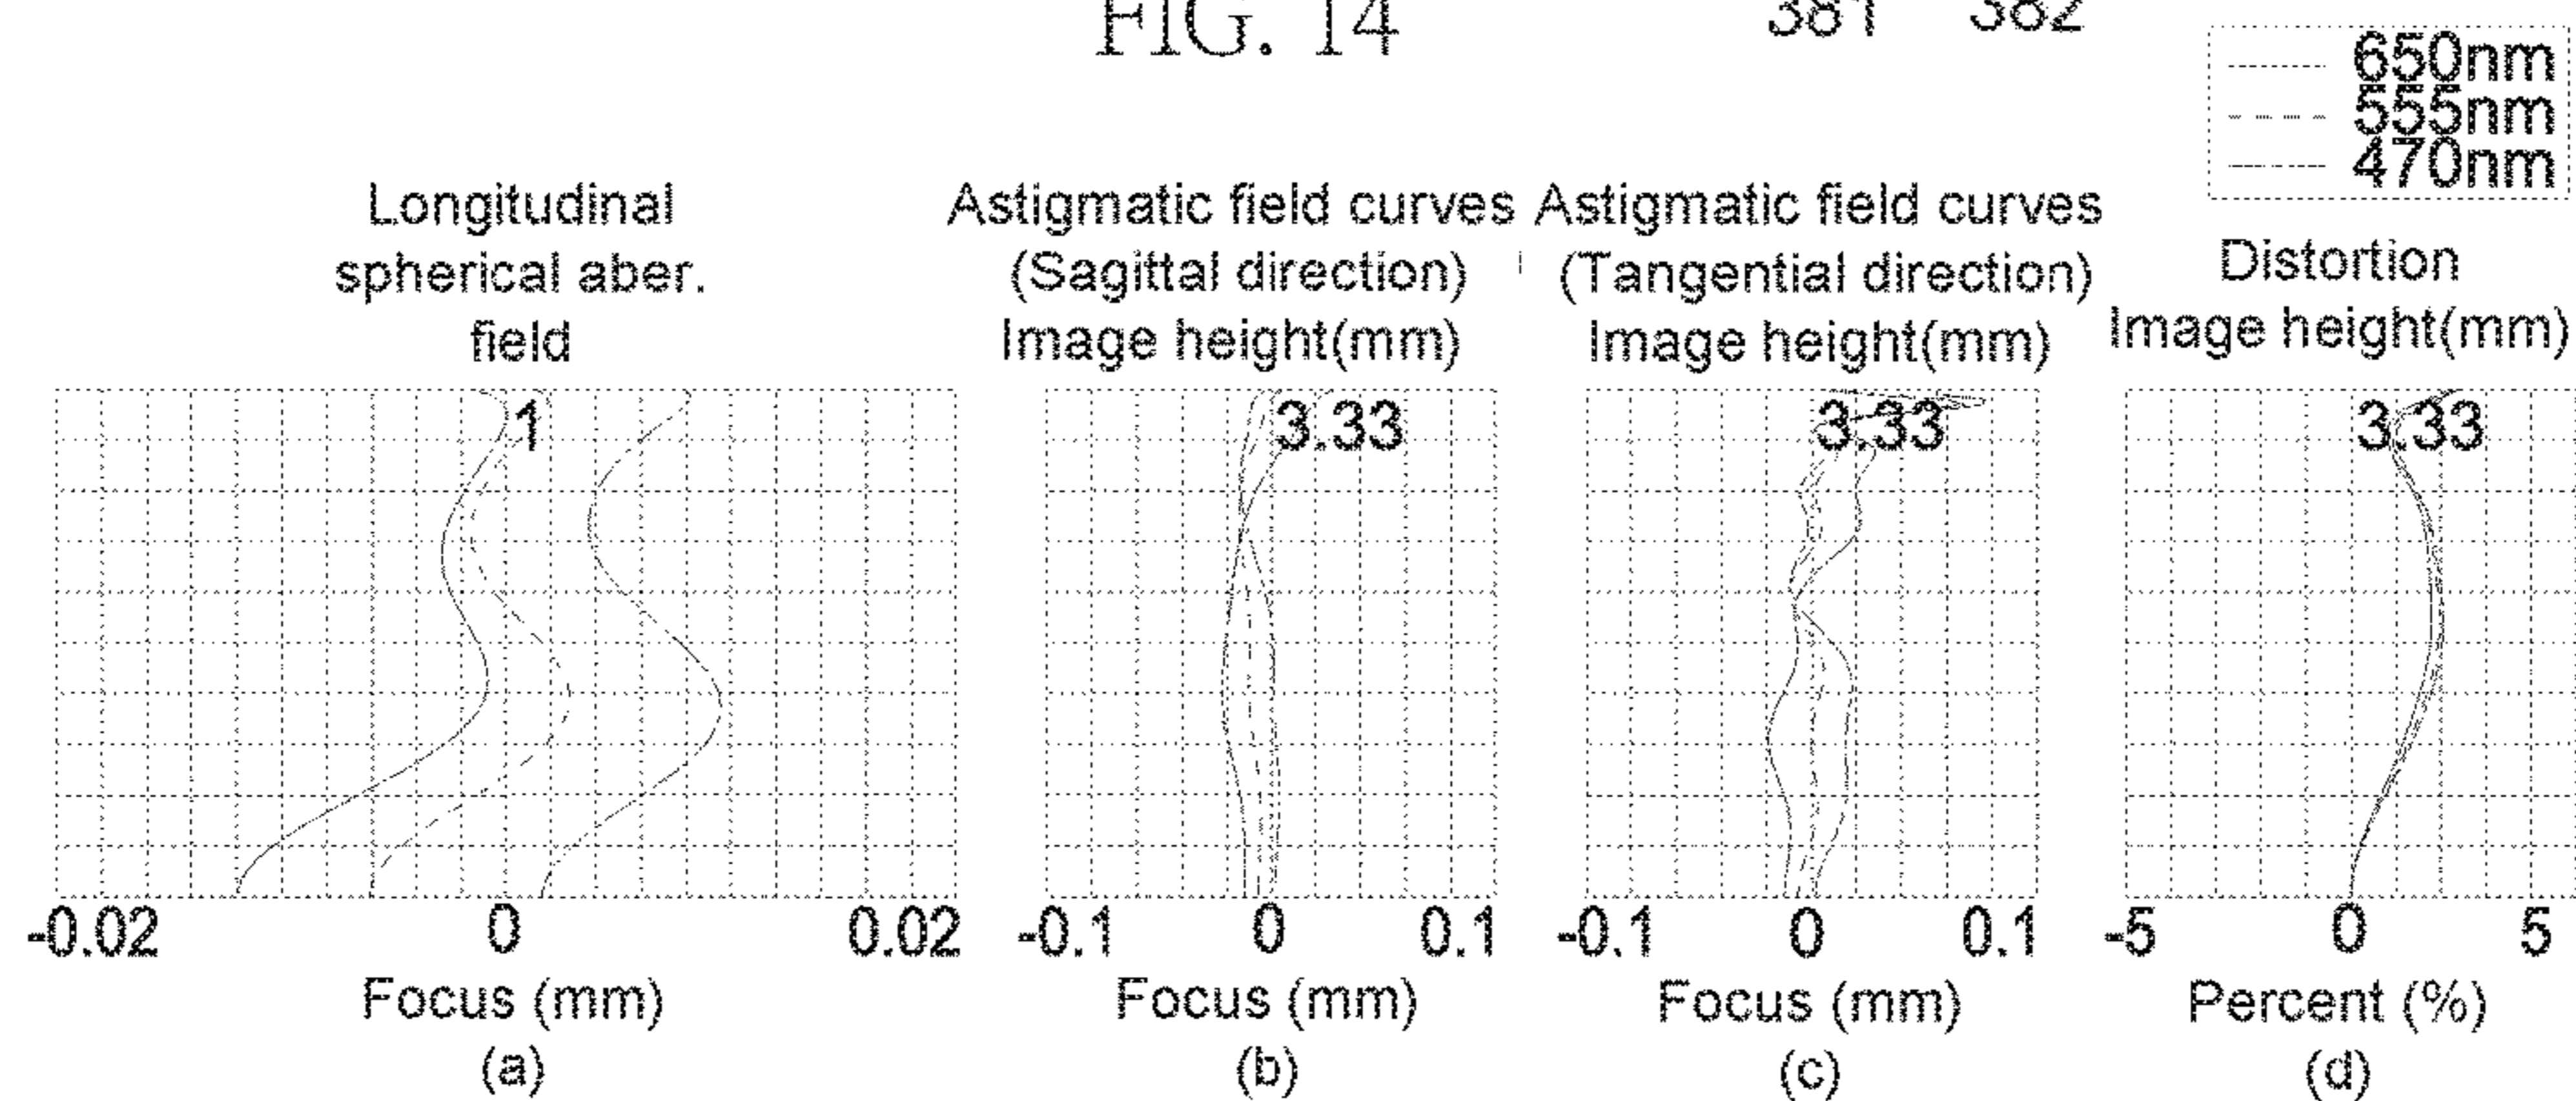 FIG. 14
381 382
650nm
555nm
470nm
Longitudinal
spherical aber.
field
Astigmatic field curves
(Sagittal direction)
Image height(mm)
Astigmatic field curves
(Tangential direction)
Image height(mm)
Distortion
Image height(mm)
1
3.33
3.33
3.33
-0.02 0 0.02
-0.1 0 0.1
-0.1 0 0.1
-5 0 5
Focus (mm)
Focus (mm)
Focus (mm)
Percent (%)
(a)
(b)
(c)
(d)